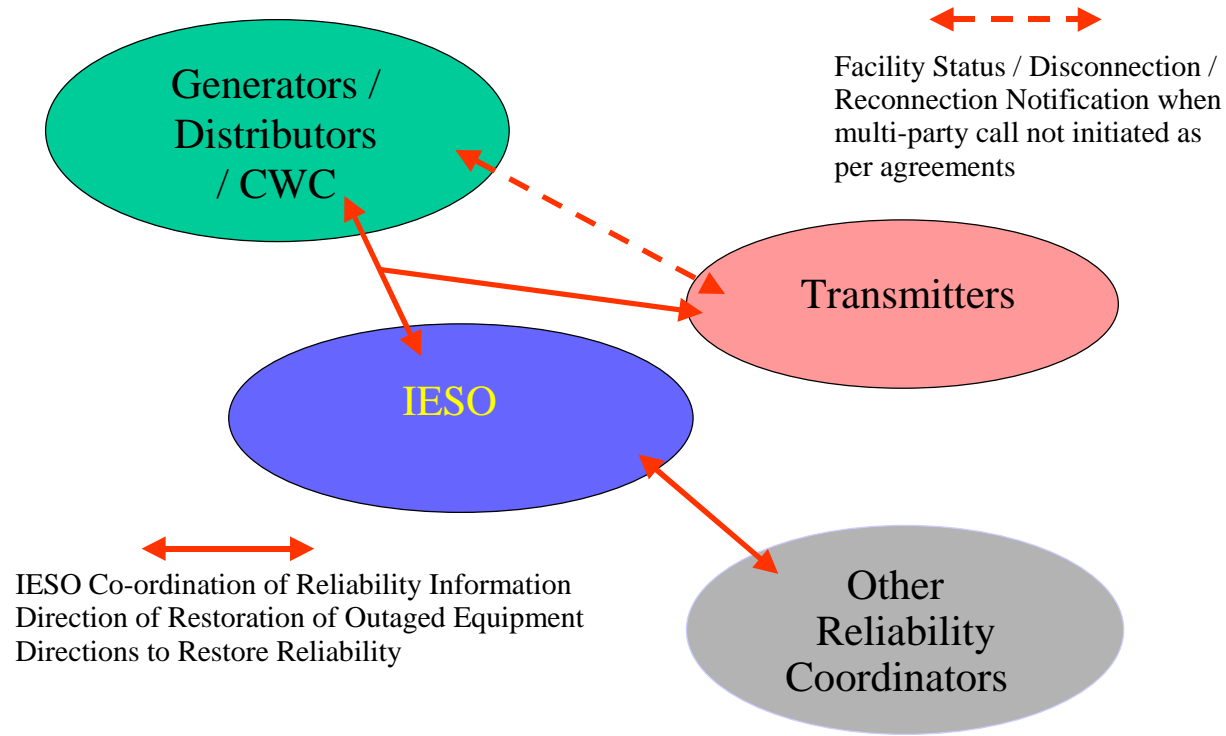 Generators /
Distributors
/ CWC
Facility Status / Disconnection /
Reconnection Notification when
multi-party call not initiated as
per agreements
Transmitters
IESO
IESO Co-ordination of Reliability Information
Direction of Restoration of Outaged Equipment
Directions to Restore Reliability
Other
Reliability
Coordinators